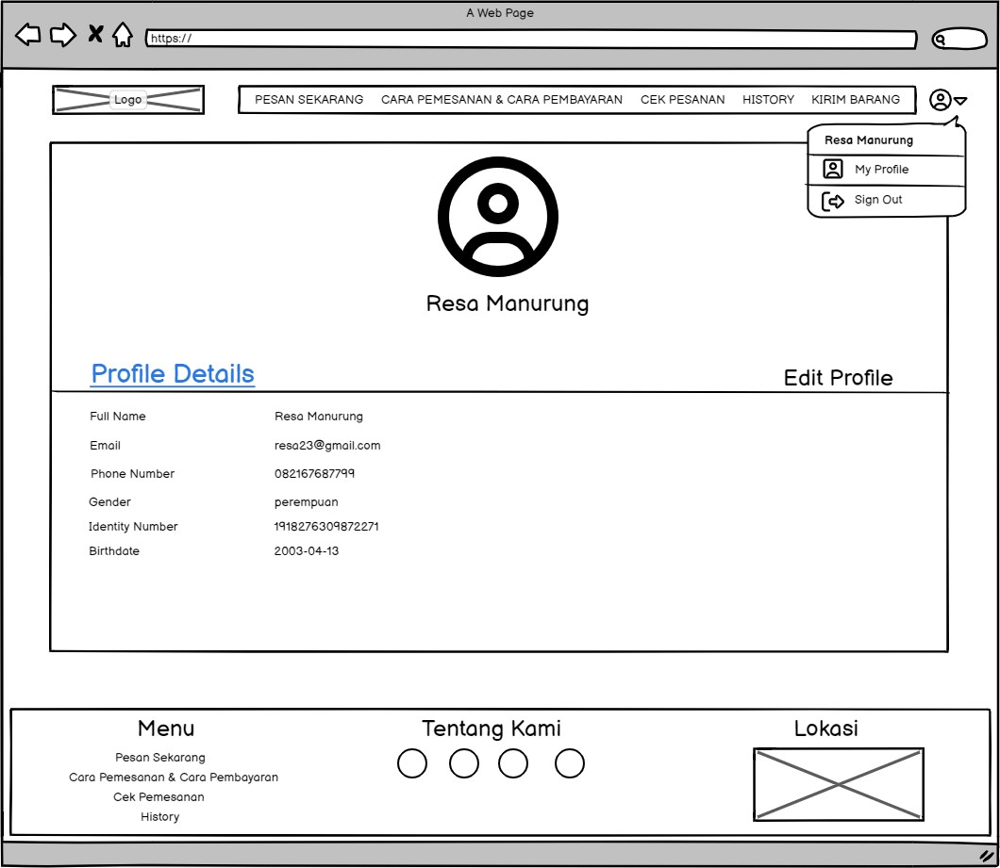 A Web Page
https://
Logo
PESAN SEKARANG CARA PEMESANAN & CARA PEMBAYARAN CEK PESANAN HISTORY KIRIM BARANG
Resa Manurung
My Profile
Sign Out
Resa Manurung
Profile Details Edit Profile
Full Name Resa Manurung
Email resa23@gmail.com
Phone Number 082167687799
Gender perempuan
Identity Number 1918276309872271
Birthdate 2003-04-13
Menu
Pesan Sekarang
Cara Pemesanan & Cara Pembayaran
Cek Pemesanan
History
Tentang Kami
Lokasi